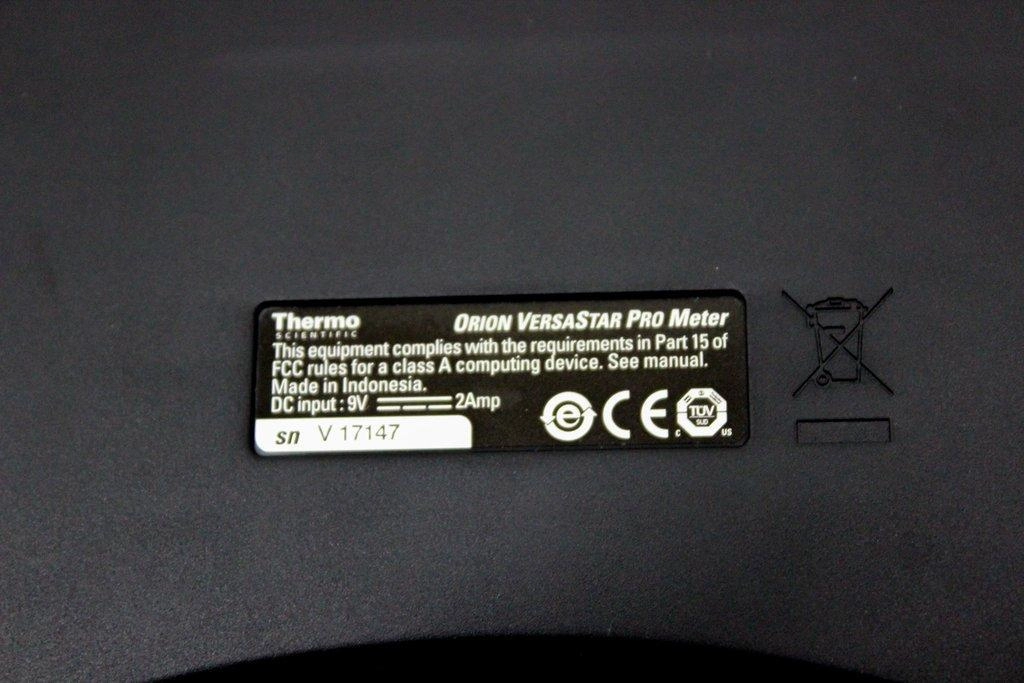 Thermo
SCIENTIFIC
ORION VERSASTAR PRO Meter
This equipment complies with the requirements in Part 15 of
FCC rules for a class A computing device. See manual.
Made in Indonesia.
DC input : 9V 2Amp
sn V 17147
e
CE
C TÜV SÜD US